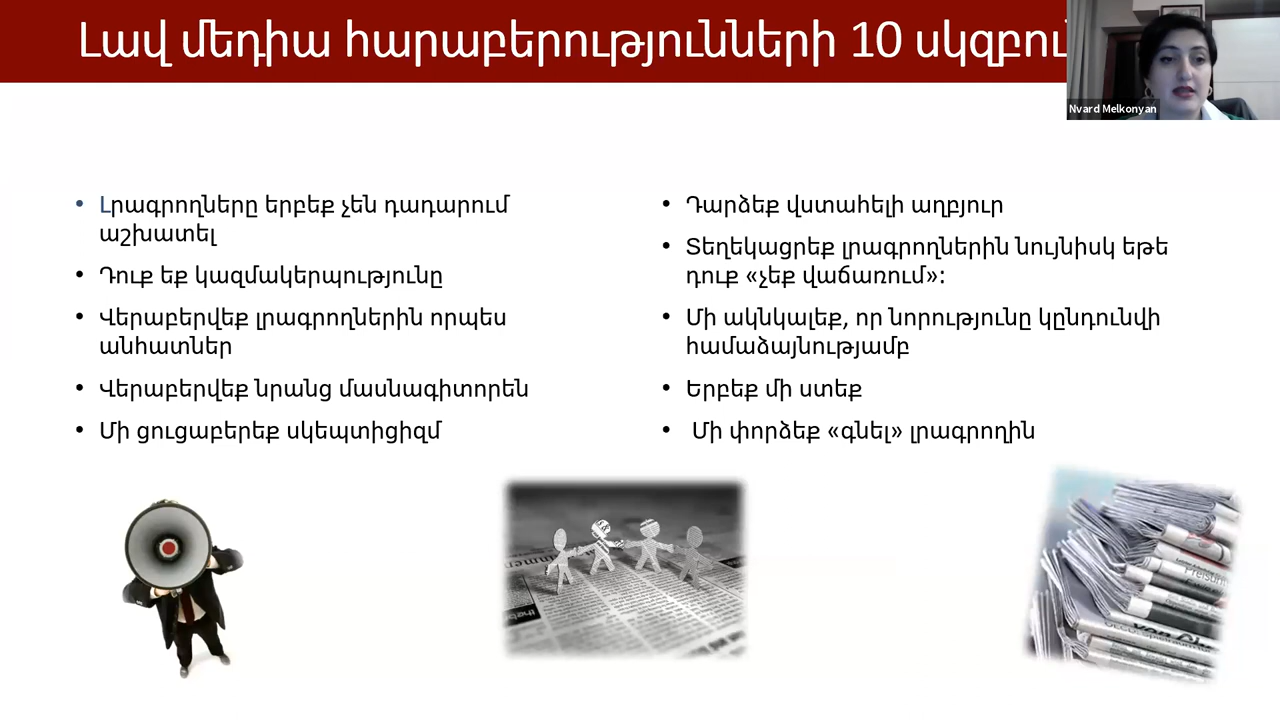 Լավ մեդիա հարաբերությունների 10 սկզբու
Nvard Melkonyan
• Լրագրողները երբեք չեն դադարում
աշխատել
• Դուք եք կազմակերպությունը
• Վերաբերվեք լրագրողներին որպես
անհատներ
• Վերաբերվեք նրանց մասնագիտորեն
• Մի ցուցաբերեք սկեպտիցիզմ
• Դարձեք վստահելի աղբյուր
• Տեղեկացրեք լրագրողներին նույնիսկ եթե
դուք «չեք վաճառում»:
• Մի ակնկալեք, որ նորությունը կընդունվի
համաձայնությամբ
• Երբեք մի ստեք
• Մի փորձեք «գնել» լրագրողին